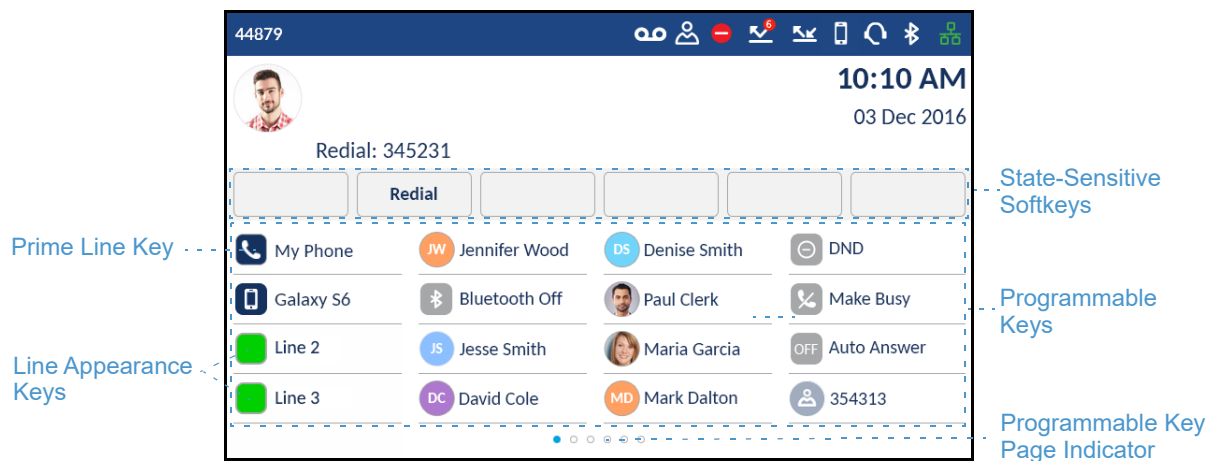 44879
6
10:10 AM
03 Dec 2016
Redial: 345231
Redial
State-Sensitive
Softkeys
Prime Line Key
My Phone
JW Jennifer Wood
DS Denise Smith
DND
Galaxy S6
Bluetooth Off
Paul Clerk
Make Busy
Programmable
Keys
Line 2
JS Jesse Smith
Maria Garcia
OFF Auto Answer
Line Appearance
Keys
Line 3
DC David Cole
MD Mark Dalton
354313
Programmable Key
Page Indicator